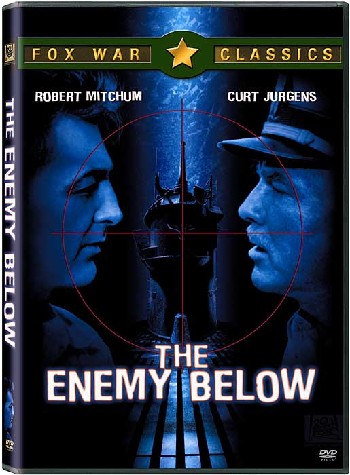 FOX WAR CLASSICS
ROBERT MITCHUM
CURT JURGENS
THE ENEMY BELOW
THE
ENEMY BELOW
DVD